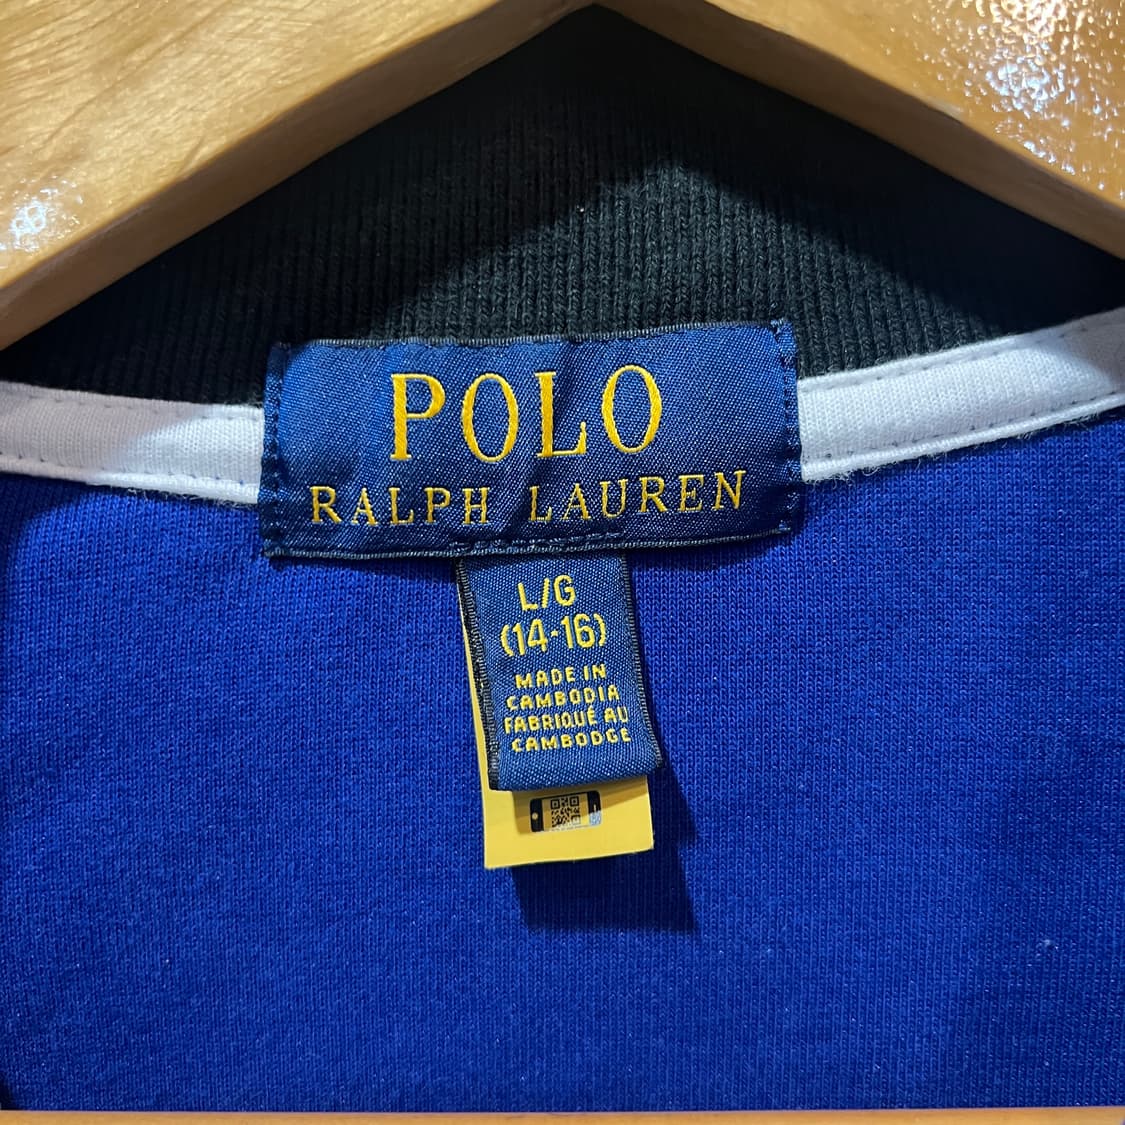 POLO
RALPH LAUREN
L/G
(14-16)
MADE IN
CAMBODIA
FABRIQUÉ AU
CAMBODGE